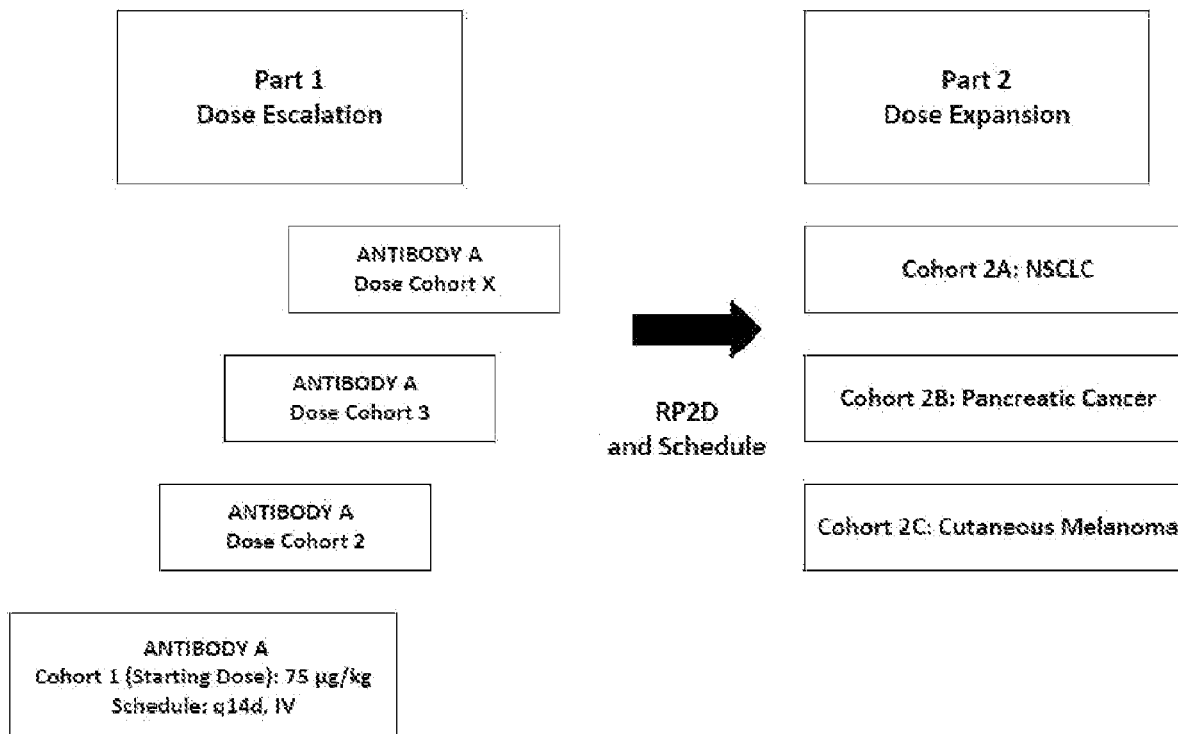 Part 1
Dose Escalation
Part 2
Dose Expansion
ANTIBODY A
Dose Cohort X
ANTIBODY A
Dose Cohort 3
ANTIBODY A
Dose Cohort 2
ANTIBODY A
Cohort 1 (Starting Dose): 75 µg/kg
Schedule: q14d, IV
RP2D
and Schedule
Cohort 2A: NSCLC
Cohort 2B: Pancreatic Cancer
Cohort 2C: Cutaneous Melanoma